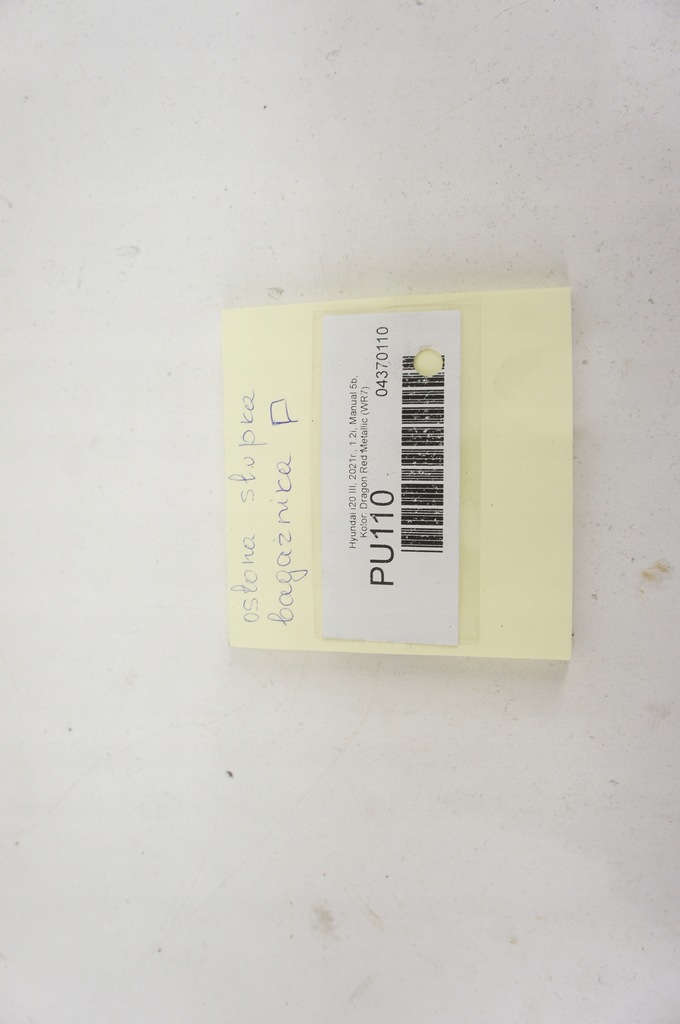 osłona słupka
bagażnika P
Hyundai i20 III, 2021r., 1.2i, Manual 5b,
Kolor: Dragon Red Metallic (WR7)
PU110 04370110